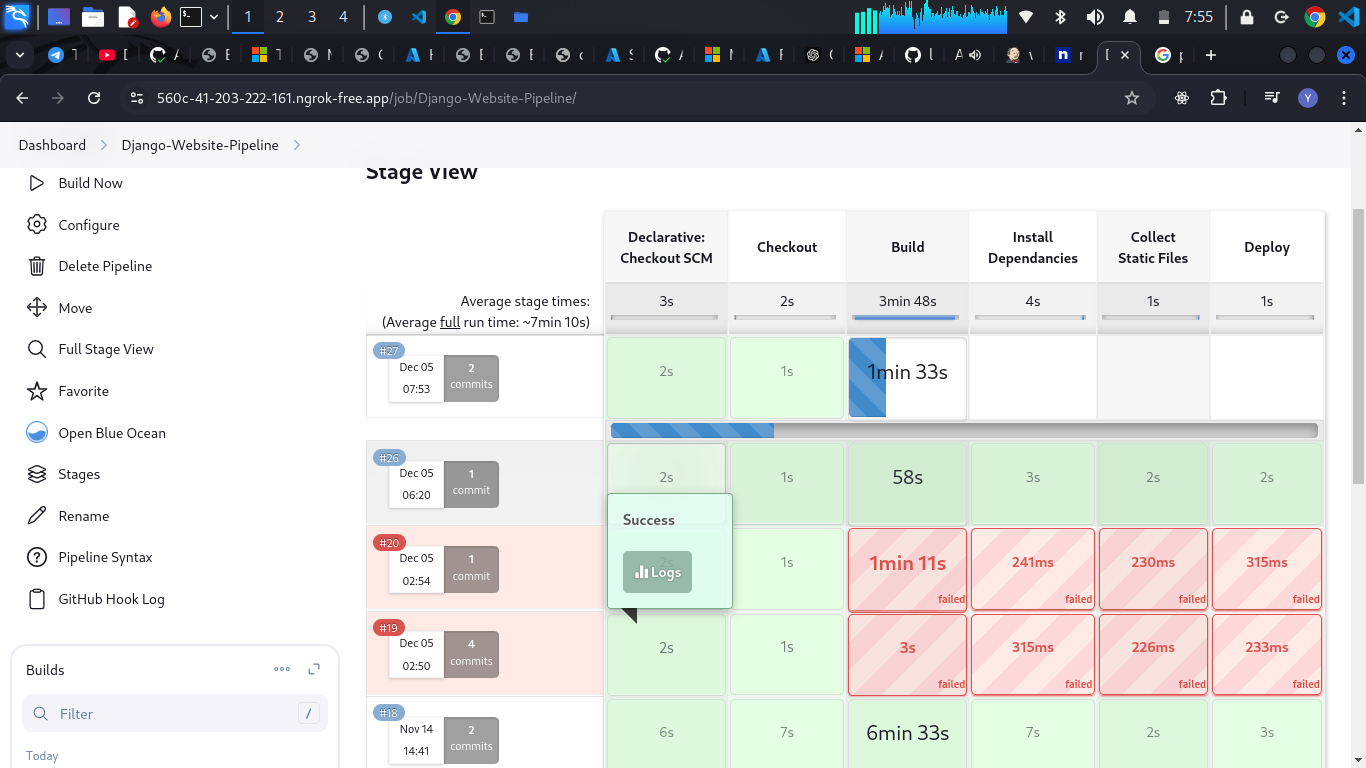 1 2 3 4 7:55
T D A E T N C A H E E c S A M A F C A l A v n r [ p
560c-41-203-222-161.ngrok-free.app/job/Django-Website-Pipeline/
Y
Dashboard Django-Website-Pipeline
Build Now
Configure
Delete Pipeline
Move
Full Stage View
Favorite
Open Blue Ocean
Stages
Rename
Pipeline Syntax
GitHub Hook Log
Builds
Filter /
Today
Stage View
Declarative:
Checkout SCM
Checkout
Build
Install
Dependancies
Collect
Static Files
Deploy
Average stage times:
(Average full run time: ~7min 10s)
3s 2s 3min 48s 4s 1s 1s
#27
Dec 05
07:53
2
commits
2s 1s 1min 33s
#26
Dec 05
06:20
1
commit
2s 1s 58s 3s 2s 2s
Success
Logs
#20
Dec 05
02:54
1
commit
2s 1s 1min 11s 241ms 230ms 315ms
failed failed failed failed
#19
Dec 05
02:50
4
commits
2s 1s 3s 315ms 226ms 233ms
failed failed failed failed
#18
Nov 14
14:41
2
commits
6s 7s 6min 33s 7s 2s 3s